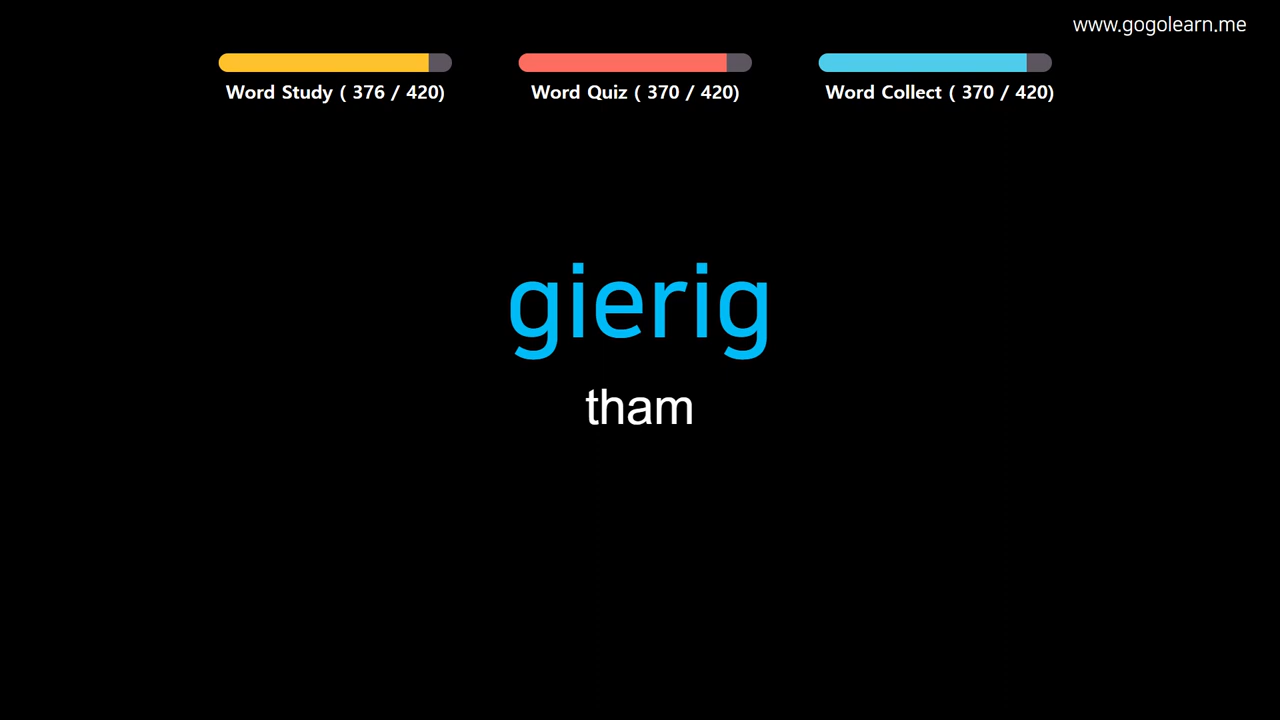 www.gogolearn.me
Word Study ( 376 / 420)
Word Quiz ( 370 / 420)
Word Collect ( 370 / 420)
gierig
tham